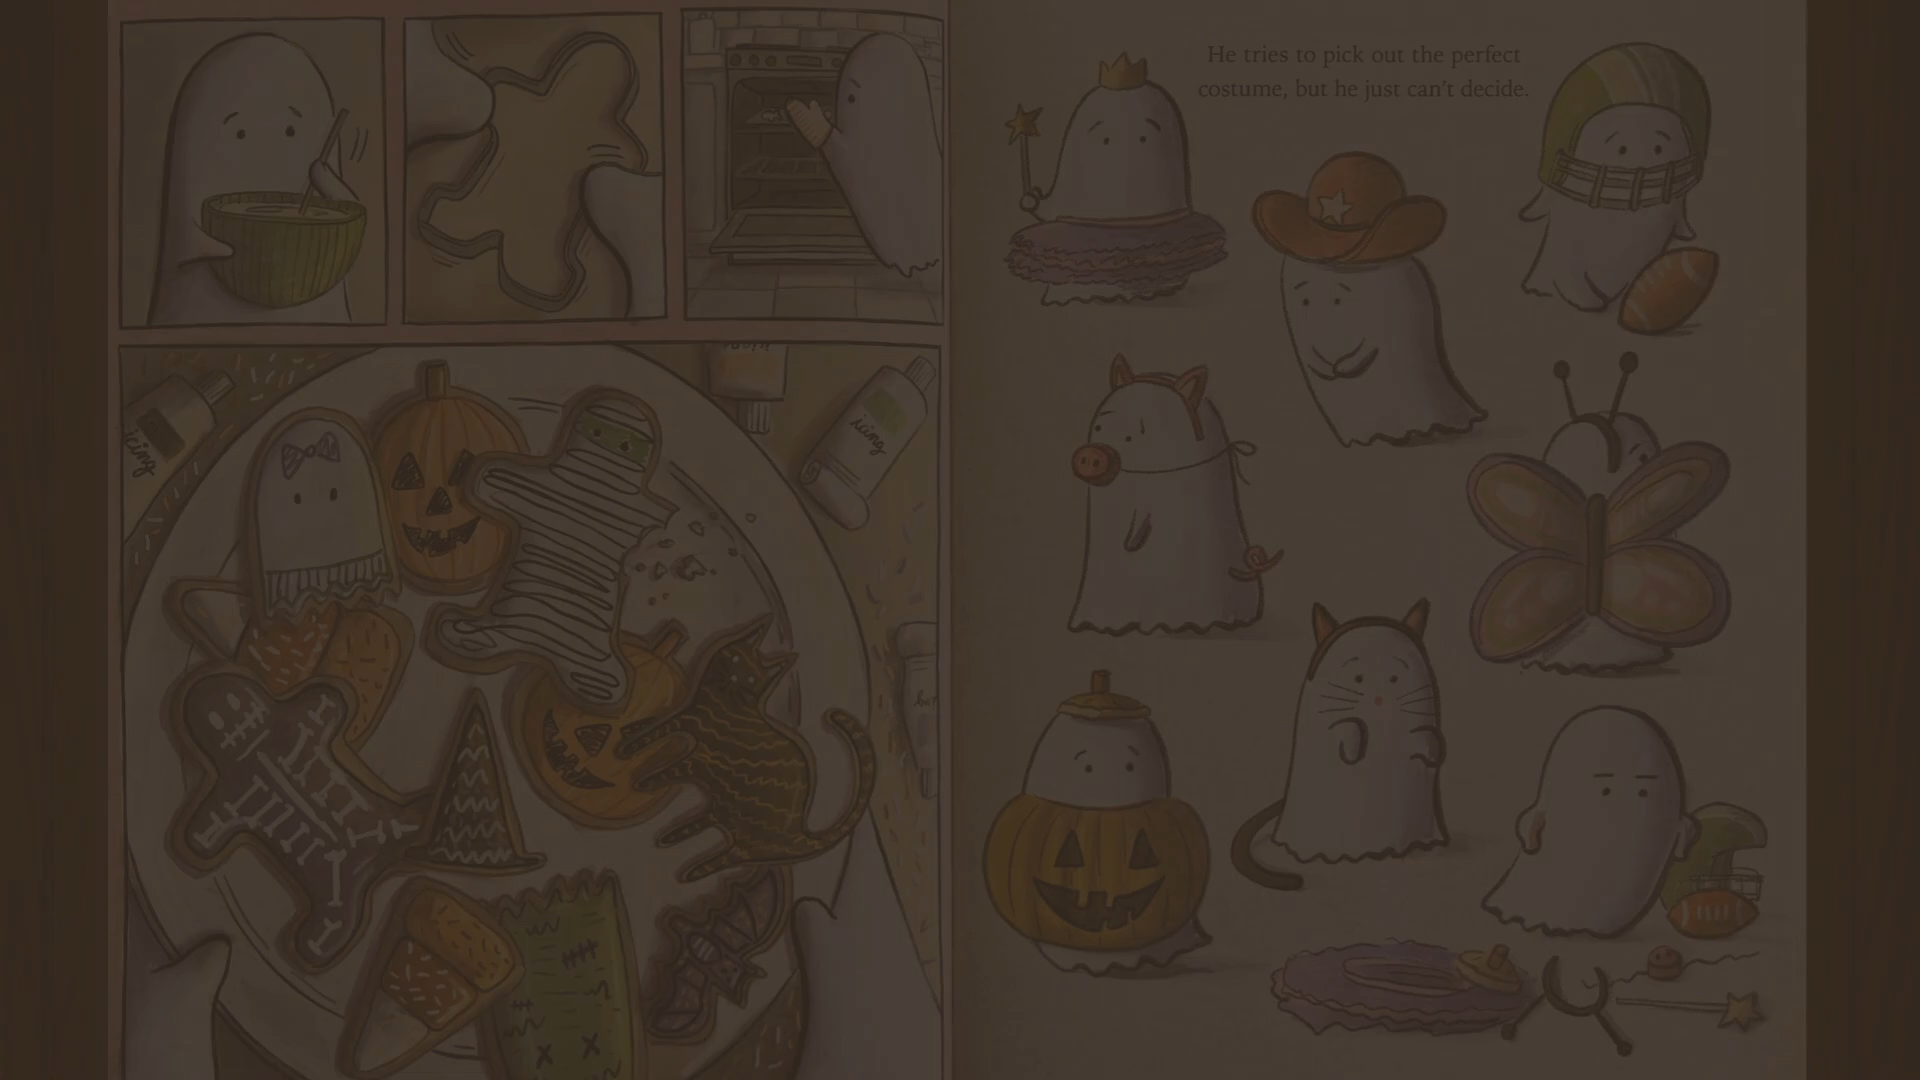 icing
icing
He tries to pick out the perfect
costume, but he just can't decide.